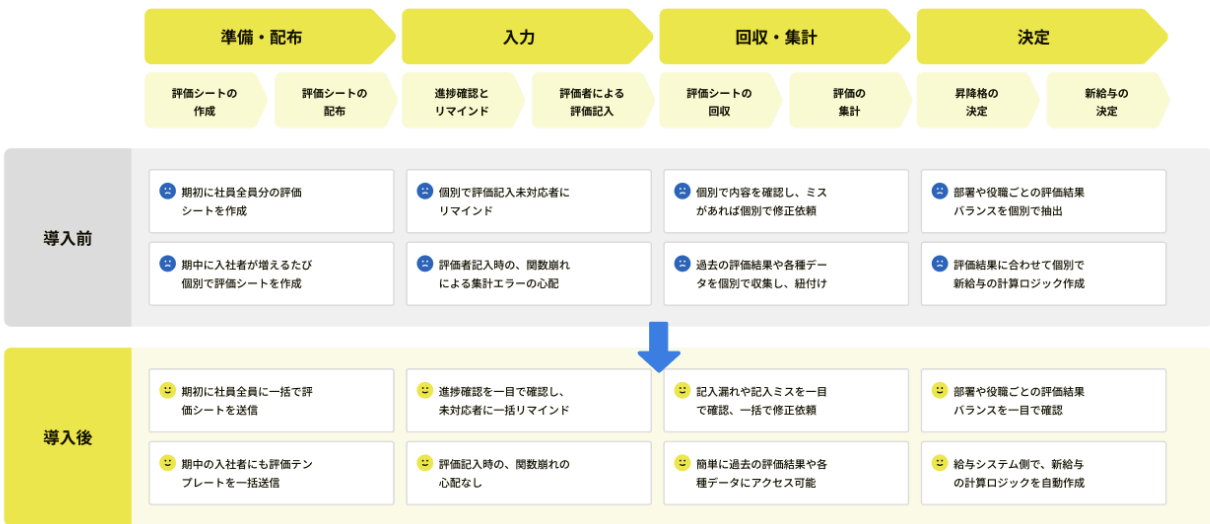 準備・配布
入力
回収・集計
決定
評価シートの
作成
評価シートの
配布
進捗確認と
リマインド
評価者による
評価記入
評価シートの
回収
評価の
集計
昇降格の
決定
新給与の
決定
導入前
期初に社員全員分の評価
シートを作成
個別で評価記入未対応者に
リマインド
個別で内容を確認し、ミス
があれば個別で修正依頼
部署や役職ごとの評価結果
バランスを個別で抽出
期中に入社者が増えるたび
個別で評価シートを作成
評価者記入時の、関数崩れ
による集計エラーの心配
過去の評価結果や各種デー
タを個別で収集し、紐付け
評価結果に合わせて個別で
新給与の計算ロジック作成
導入後
期初に社員全員に一括で評
価シートを送信
進捗確認を一目で確認し、
未対応者に一括リマインド
記入漏れや記入ミスを一目
で確認、一括で修正依頼
部署や役職ごとの評価結果
バランスを一目で確認
期中の入社者にも評価テン
プレートを一括送信
評価記入時の、関数崩れの
心配なし
簡単に過去の評価結果や各
種データにアクセス可能
給与システム側で、新給与
の計算ロジックを自動作成